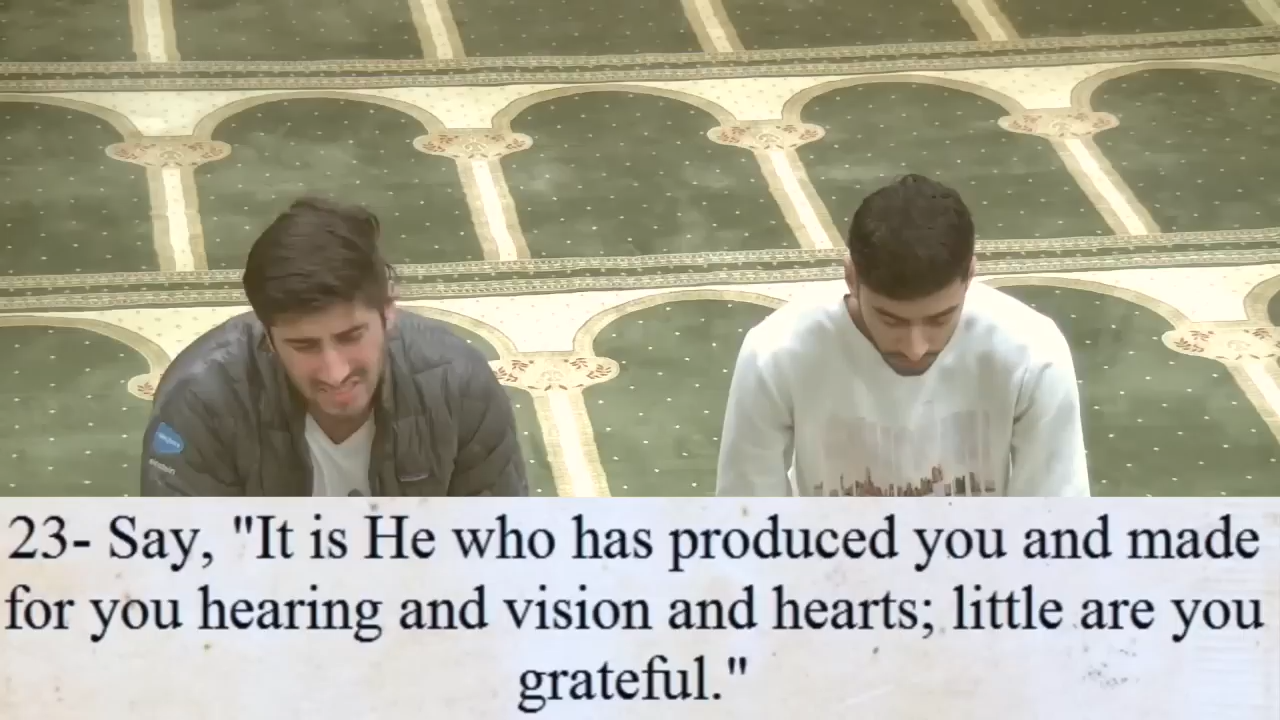 23- Say, "It is He who has produced you and made
for you hearing and vision and hearts; little are you
grateful."